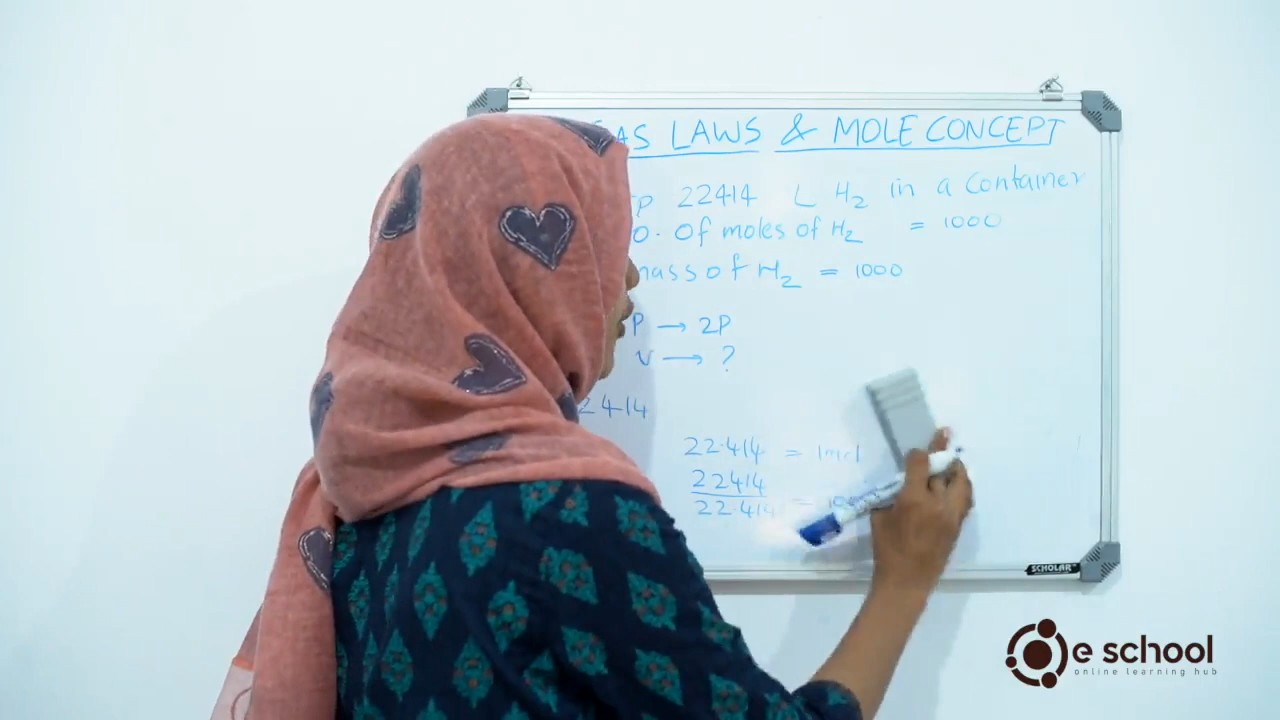 GAS LAWS & MOLE CONCEPT
22414 L H2 in a container
of moles of H2 = 1000
mass of H2 = 1000
P → 2P
V → ?
22.414 = 1mol
22414
22.414
SCHOLAR
e school
online learning hub